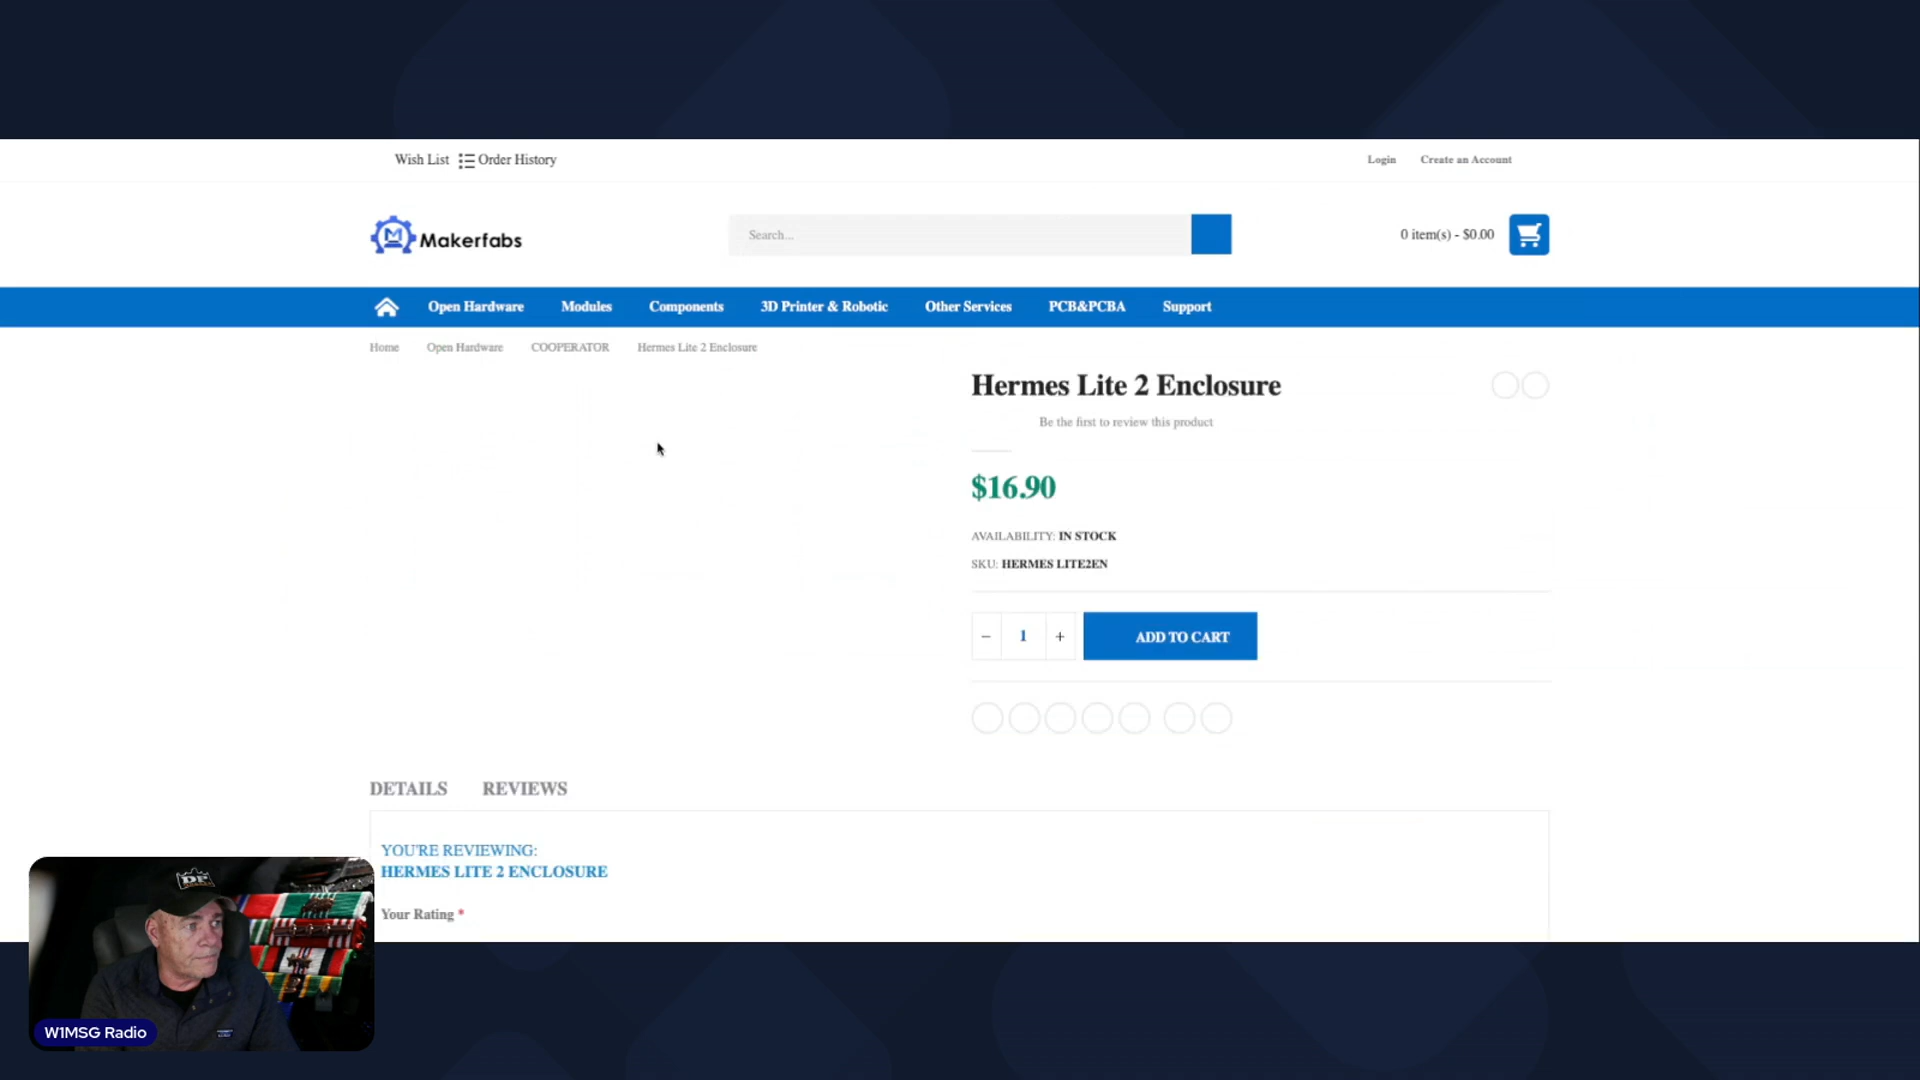 Wish List Order History
Login Create an Account
Makerfabs
Search...
0 item(s) - $0.00
Open Hardware Modules Components 3D Printer & Robotic Other Services PCB&PCBA Support
Home Open Hardware COOPERATOR Hermes Lite 2 Enclosure
Hermes Lite 2 Enclosure
Be the first to review this product
$16.90
AVAILABILITY: IN STOCK
SKU: HERMES LITE2EN
− 1 + ADD TO CART
DETAILS REVIEWS
YOU'RE REVIEWING:
HERMES LITE 2 ENCLOSURE
Your Rating *
DF
W1MSG Radio